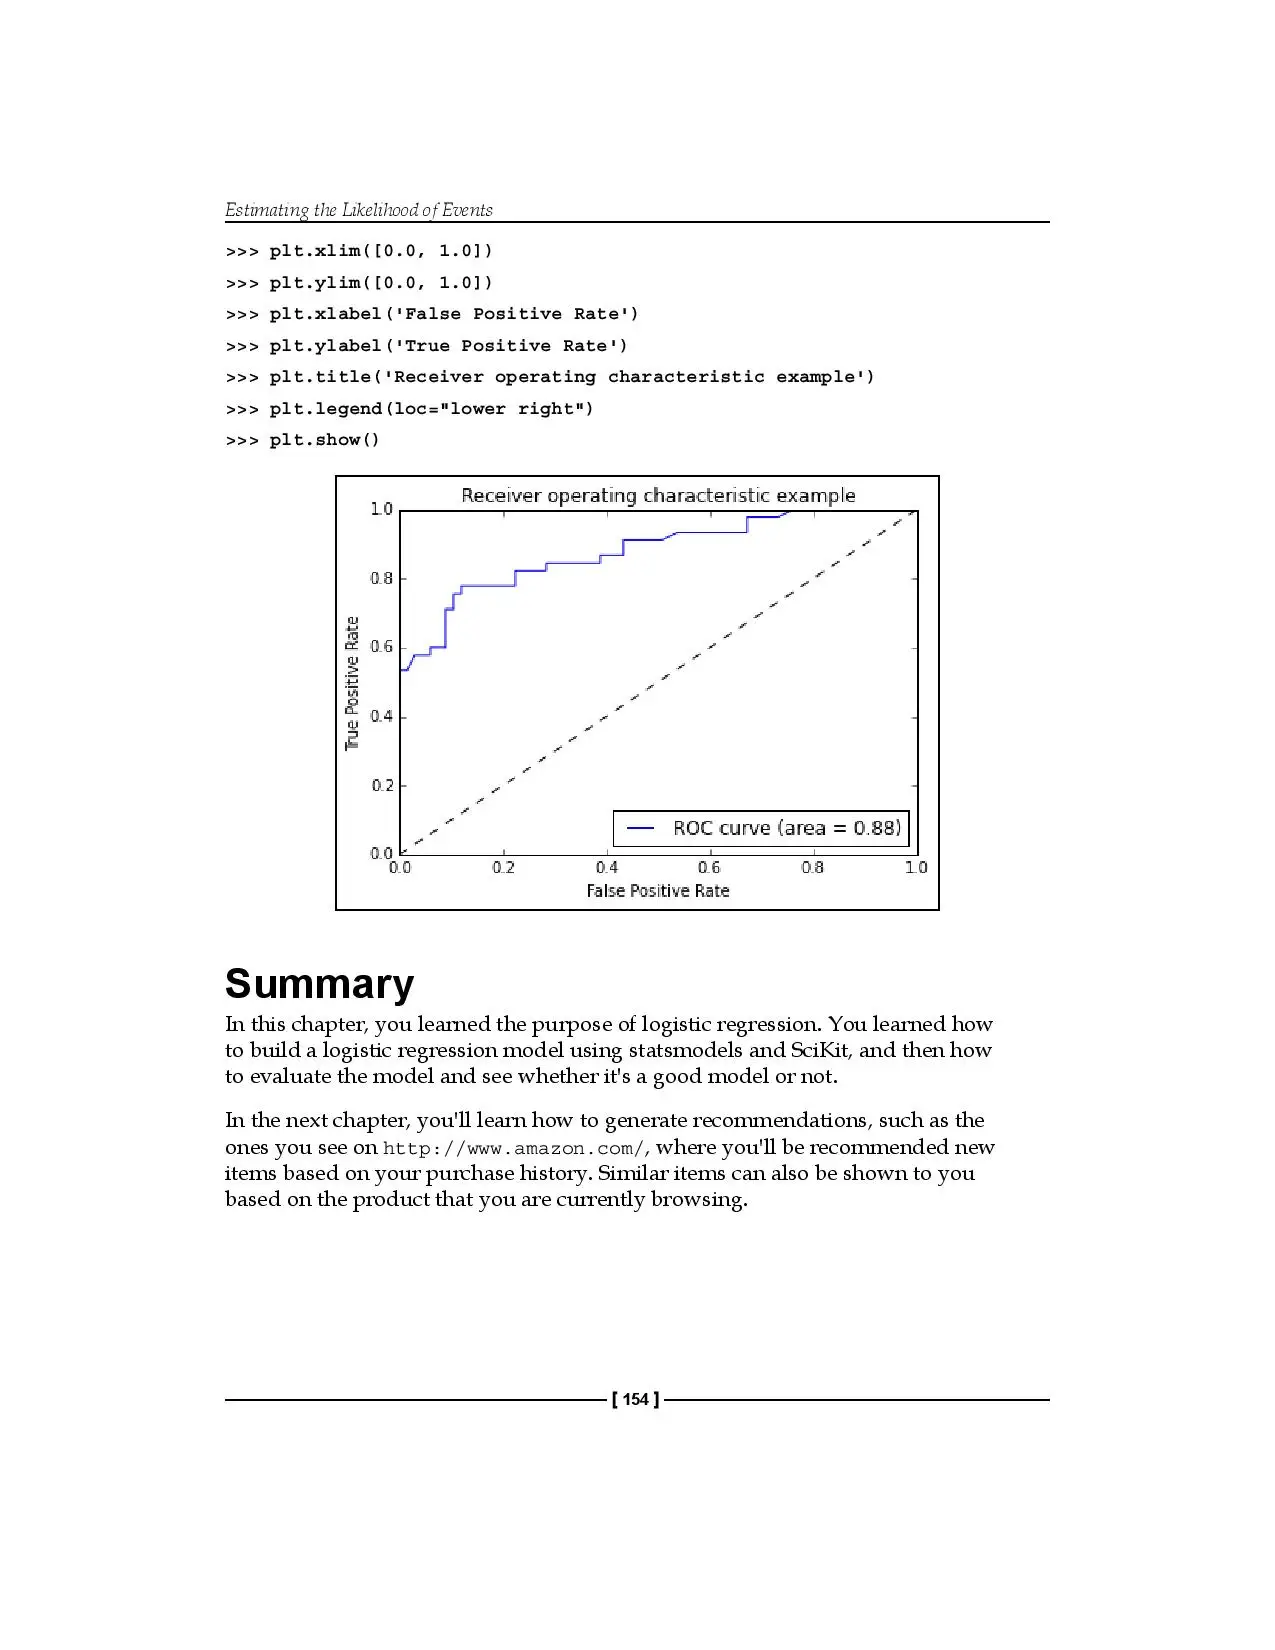 Estimating the Likelihood of Events
>>> plt.xlim([0.0, 1.0])
>>> plt.ylim([0.0, 1.0])
>>> plt.xlabel('False Positive Rate')
>>> plt.ylabel('True Positive Rate')
>>> plt.title('Receiver operating characteristic example')
>>> plt.legend(loc="lower right")
>>> plt.show()
Receiver operating characteristic example
1.0
0.8
0.6
0.4
0.2
0.0
True Positive Rate
ROC curve (area = 0.88)
0.0 0.2 0.4 0.6 0.8 1.0
False Positive Rate
Summary
In this chapter, you learned the purpose of logistic regression. You learned how
to build a logistic regression model using statsmodels and SciKit, and then how
to evaluate the model and see whether it's a good model or not.
In the next chapter, you'll learn how to generate recommendations, such as the
ones you see on http://www.amazon.com/, where you'll be recommended new
items based on your purchase history. Similar items can also be shown to you
based on the product that you are currently browsing.
[ 154 ]